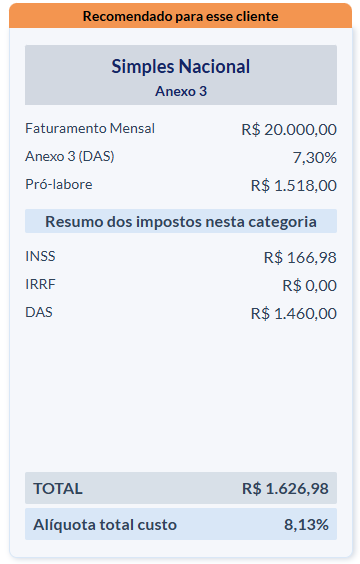 Recomendado para esse cliente
Simples Nacional
Anexo 3
Faturamento Mensal R$ 20.000,00
Anexo 3 (DAS) 7,30%
Pró-labore R$ 1.518,00
Resumo dos impostos nesta categoria
INSS R$ 166,98
IRRF R$ 0,00
DAS R$ 1.460,00
TOTAL R$ 1.626,98
Alíquota total custo 8,13%